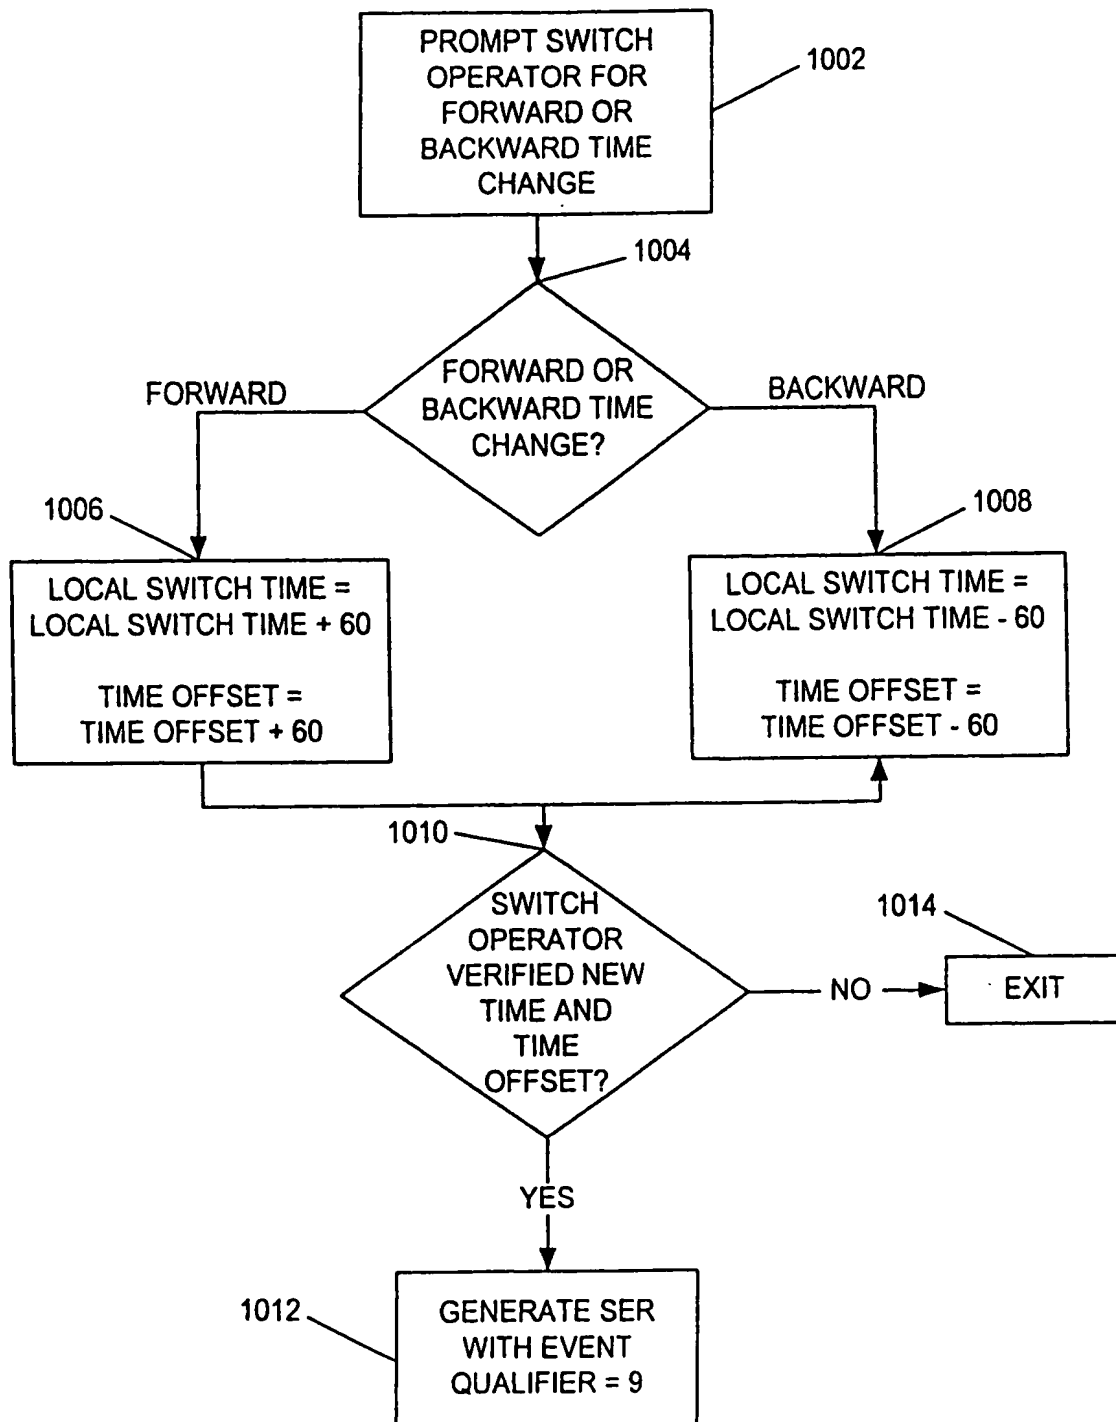 PROMPT SWITCH
OPERATOR FOR
FORWARD OR
BACKWARD TIME
CHANGE
1002
1004
FORWARD OR
BACKWARD TIME
CHANGE?
FORWARD
BACKWARD
1006
LOCAL SWITCH TIME =
LOCAL SWITCH TIME + 60
TIME OFFSET =
TIME OFFSET + 60
1008
LOCAL SWITCH TIME =
LOCAL SWITCH TIME - 60
TIME OFFSET =
TIME OFFSET - 60
1010
SWITCH
OPERATOR
VERIFIED NEW
TIME AND
TIME
OFFSET?
NO
1014
EXIT
YES
1012
GENERATE SER
WITH EVENT
QUALIFIER = 9